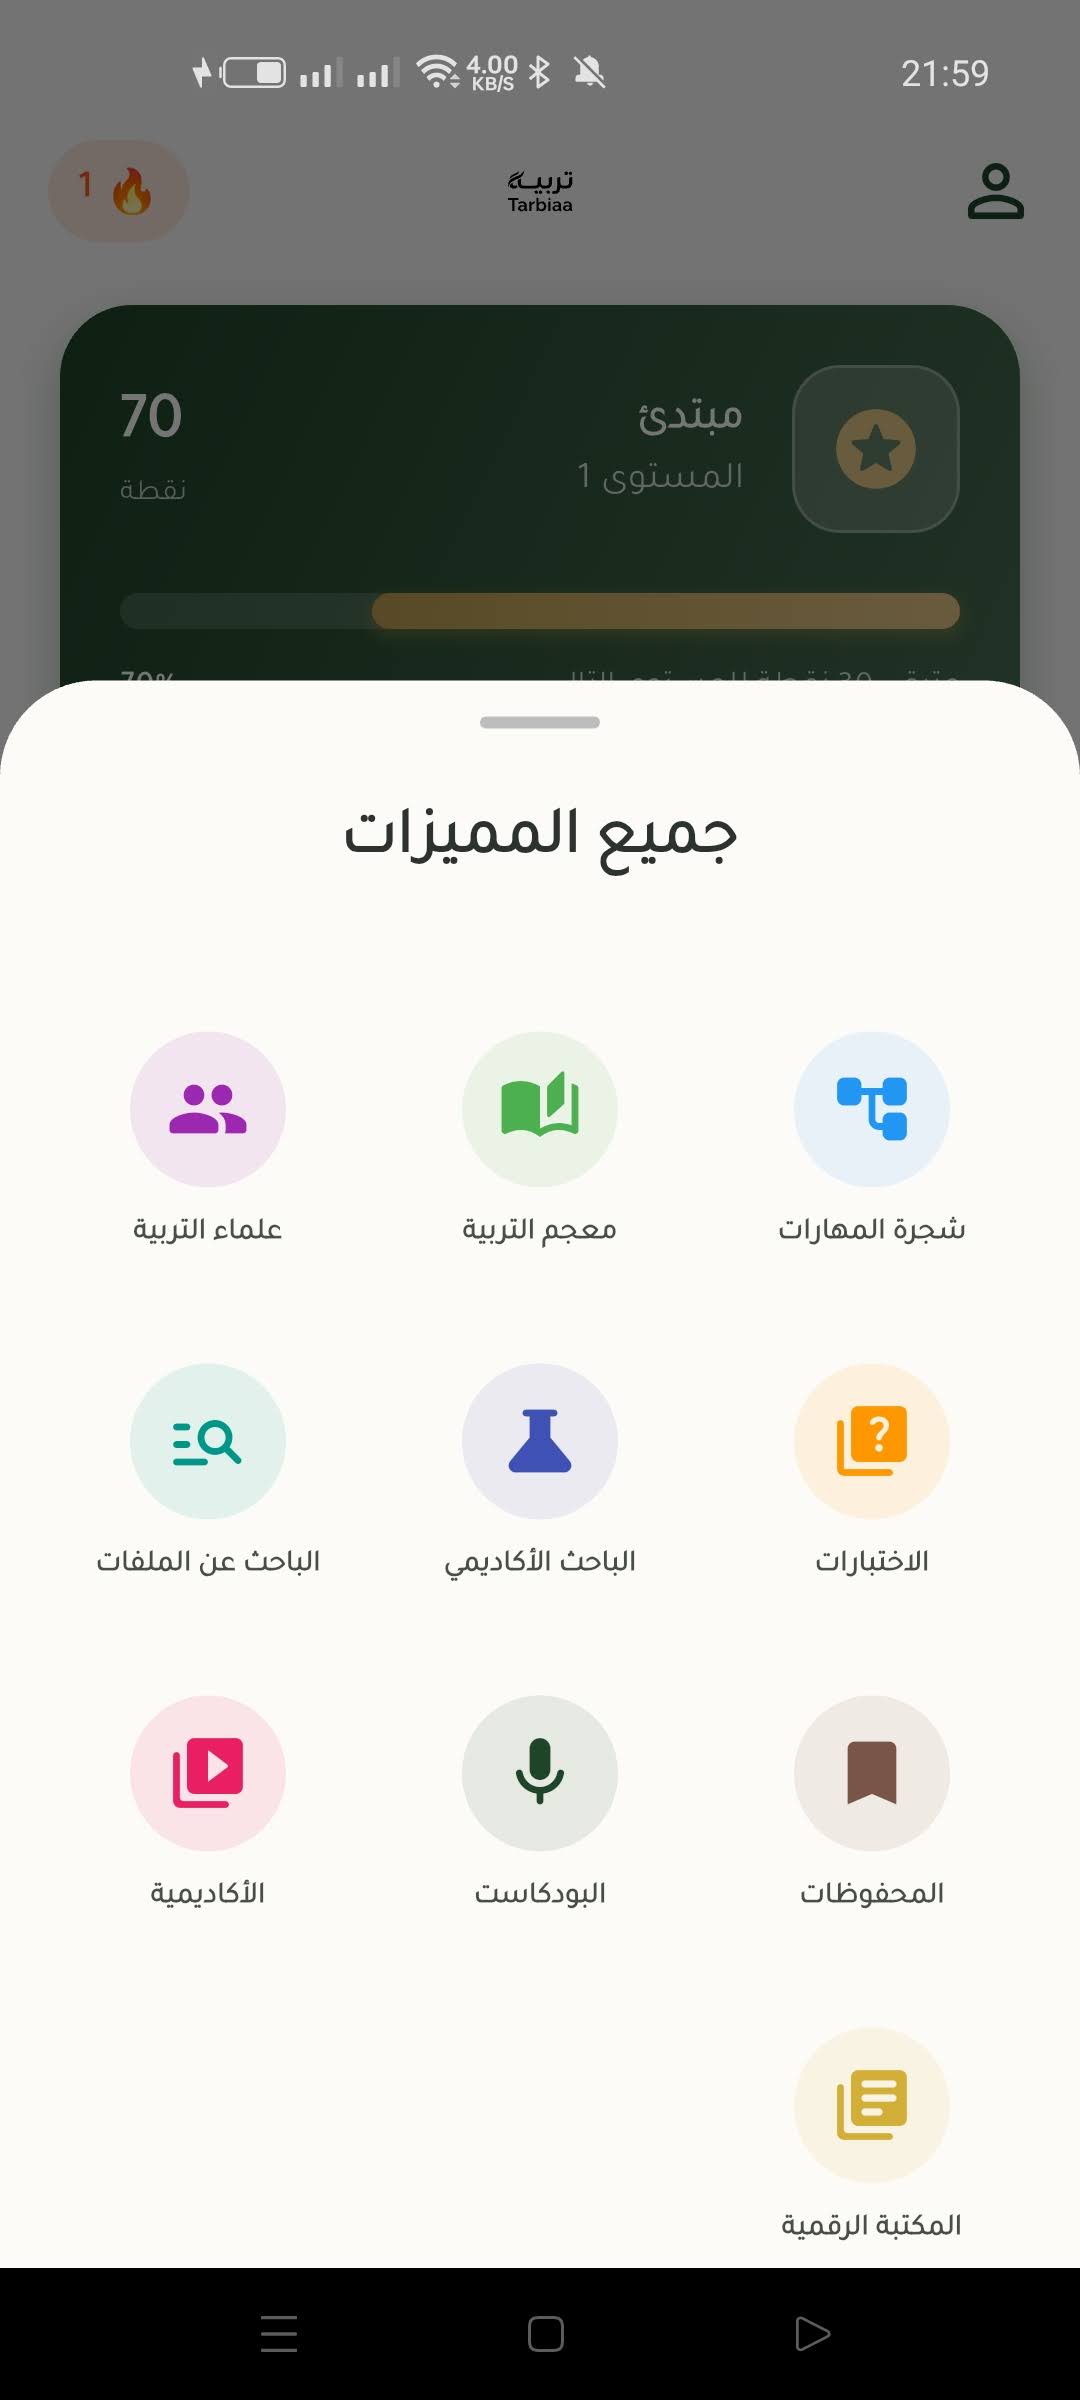 21:59
4.00
KB/S
1
تربية
Tarbiaa
مبتدئ
المستوى 1
70
نقطة
جميع المميزات
شجرة المهارات
معجم التربية
علماء التربية
الاختبارات
الباحث الأكاديمي
الباحث عن الملفات
المحفوظات
البودكاست
الأكاديمية
المكتبة الرقمية